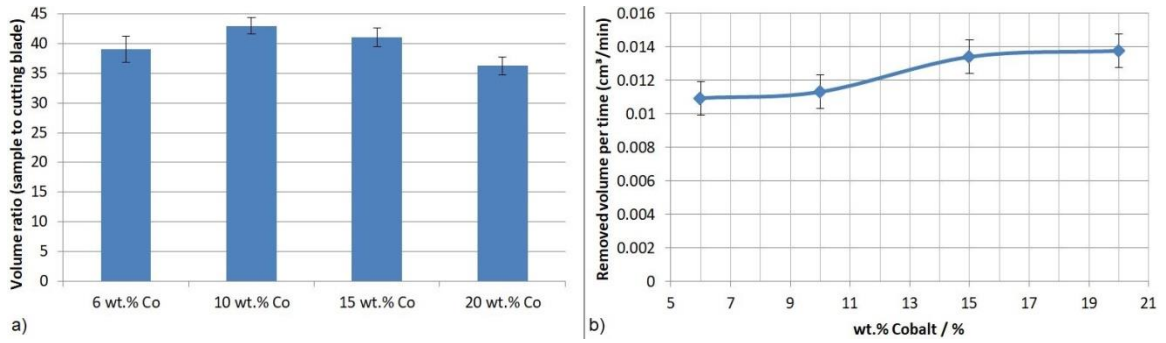 Volume ratio (sample to cutting blade)
45
40
35
30
25
20
15
10
5
0
6 wt.% Co 10 wt.% Co 15 wt.% Co 20 wt.% Co
a)
Removed volume per time (cm³/min)
0.016
0.014
0.012
0.01
0.008
0.006
0.004
0.002
0
5 7 9 11 13 15 17 19 21
wt.% Cobalt / %
b)